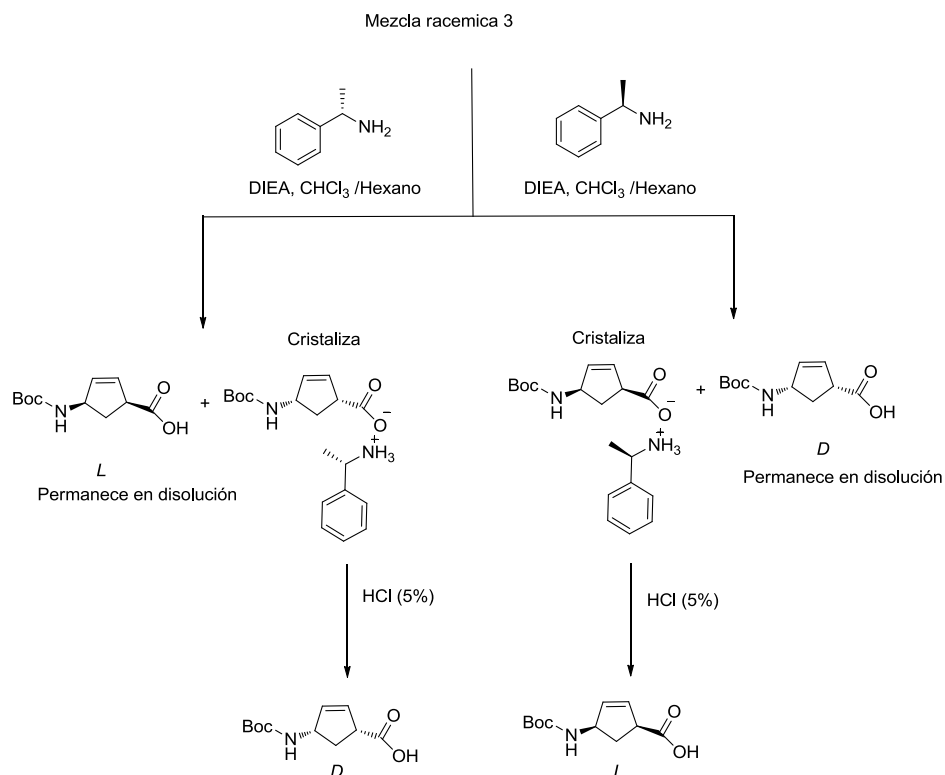 Mezcla racemica 3
NH2
NH2
DIEA, CHCl3 /Hexano
DIEA, CHCl3 /Hexano
Cristaliza
Cristaliza
Boc N H O OH
+
Boc N H O O − + NH3
Boc N H O O − + NH3
+
Boc N H O OH
L
Permanece en disolución
D
Permanece en disolución
HCl (5%)
HCl (5%)
Boc N H O OH
D
Boc N H O OH
L